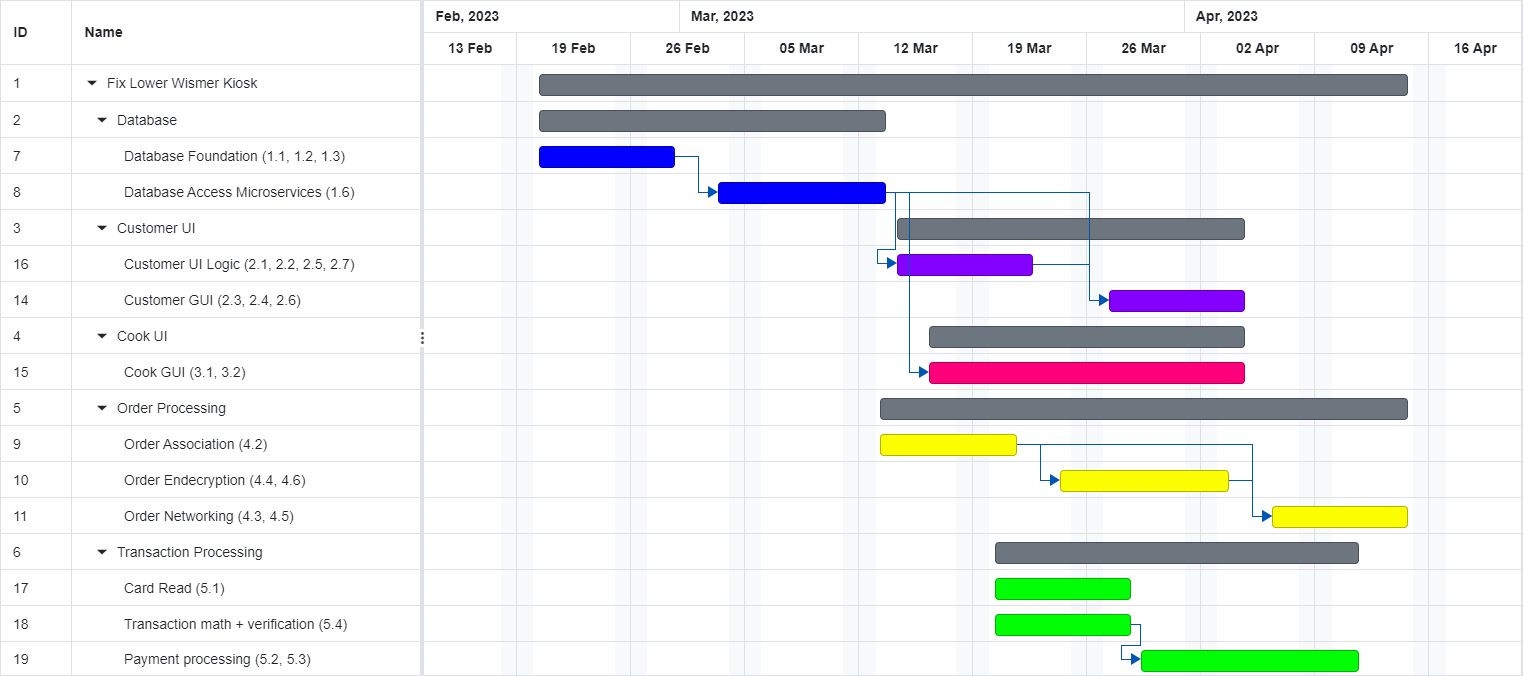 Feb, 2023 Mar, 2023 Apr, 2023
ID Name
13 Feb 19 Feb 26 Feb 05 Mar 12 Mar 19 Mar 26 Mar 02 Apr 09 Apr 16 Apr
1 Fix Lower Wismer Kiosk
2 Database
7 Database Foundation (1.1, 1.2, 1.3)
8 Database Access Microservices (1.6)
3 Customer UI
16 Customer UI Logic (2.1, 2.2, 2.5, 2.7)
14 Customer GUI (2.3, 2.4, 2.6)
4 Cook UI
15 Cook GUI (3.1, 3.2)
5 Order Processing
9 Order Association (4.2)
10 Order Endecryption (4.4, 4.6)
11 Order Networking (4.3, 4.5)
6 Transaction Processing
17 Card Read (5.1)
18 Transaction math + verification (5.4)
19 Payment processing (5.2, 5.3)